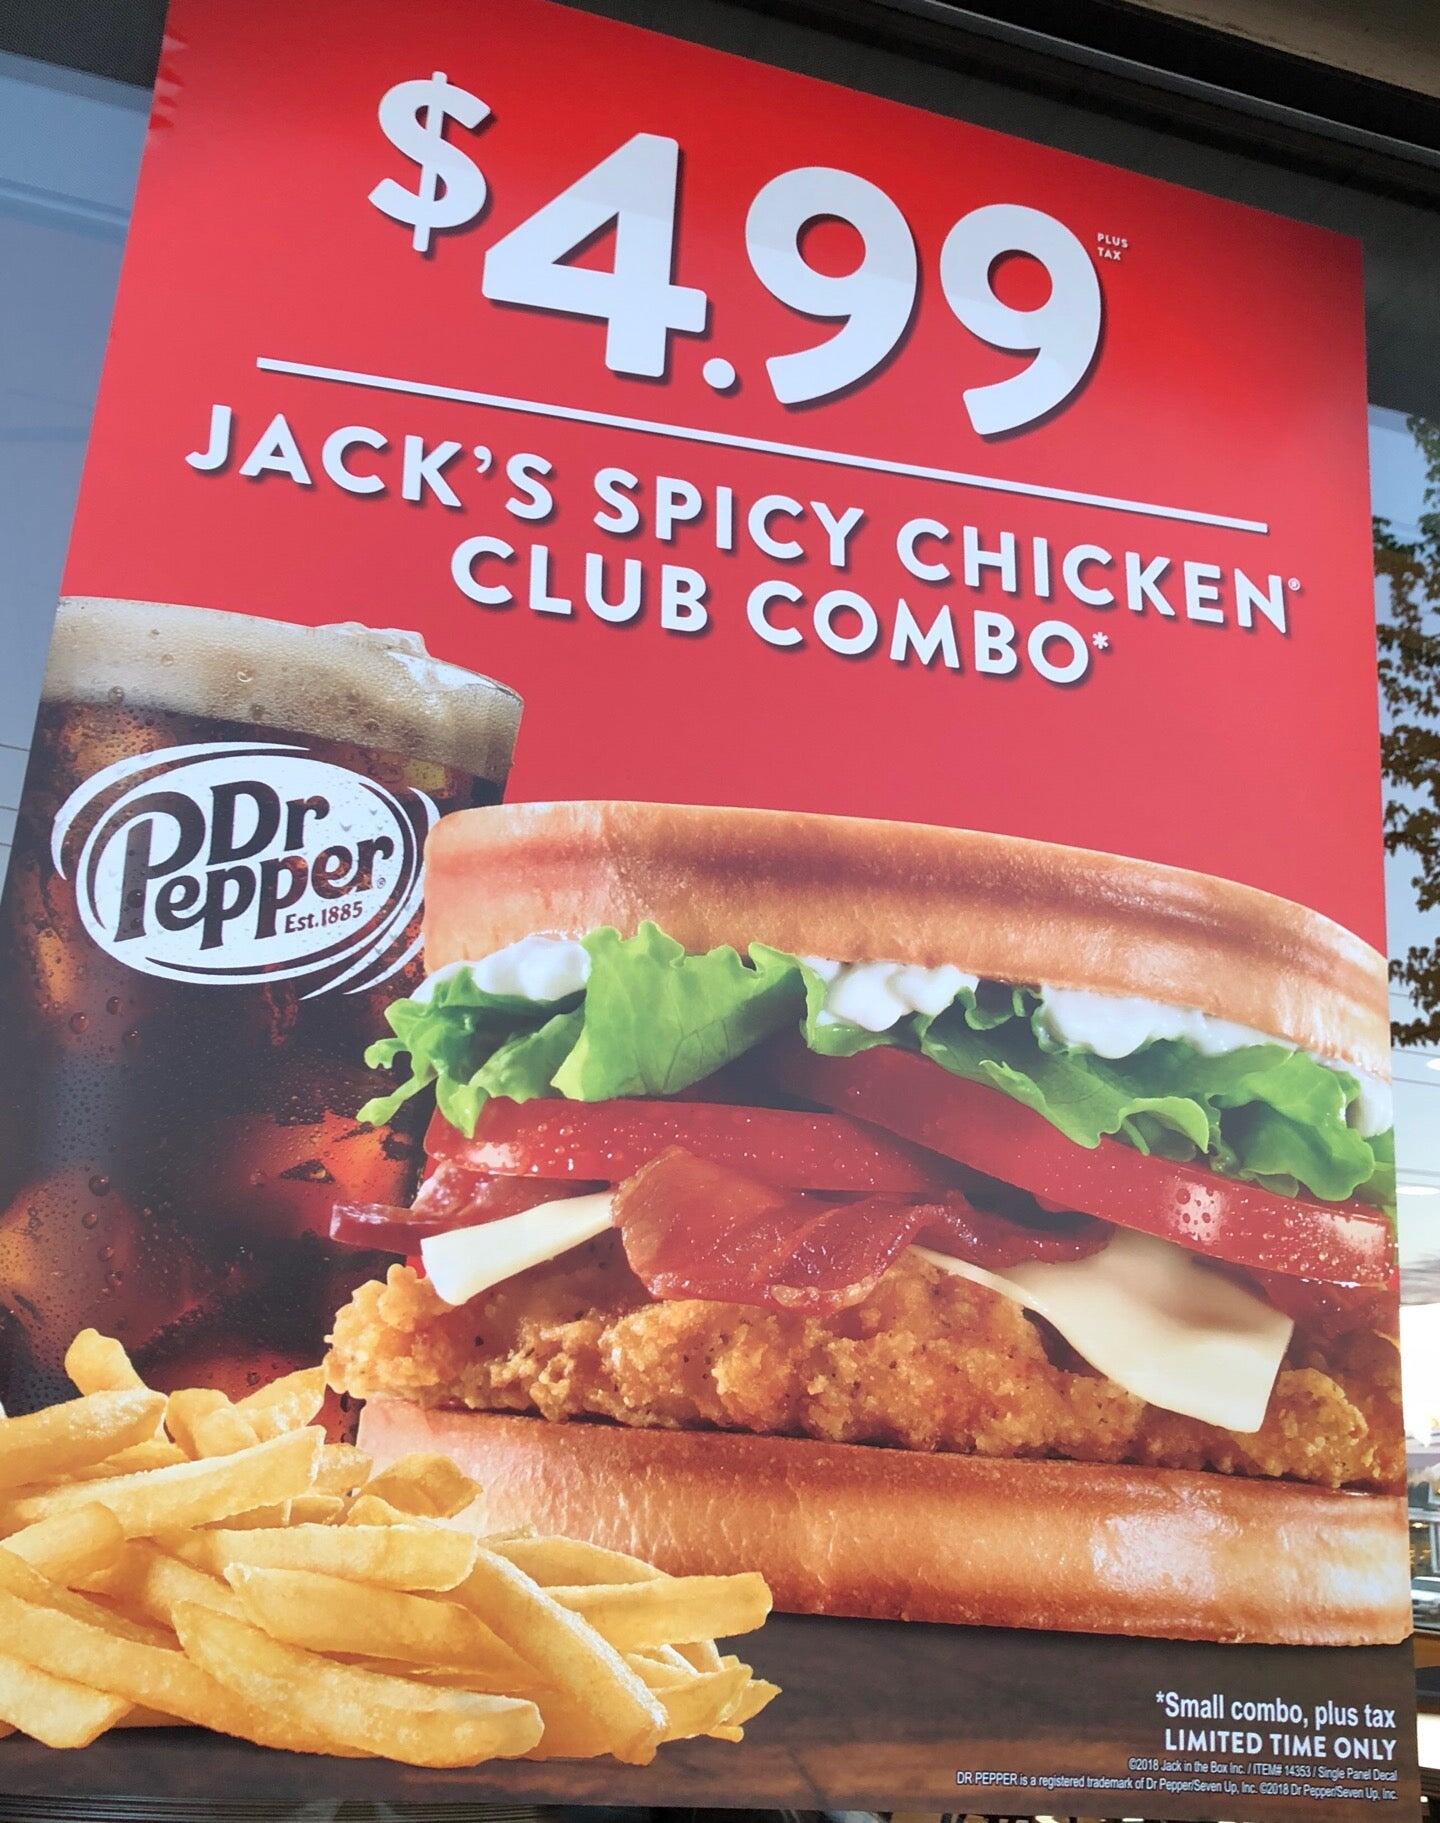 $4.99 PLUS TAX
JACK'S SPICY CHICKEN®
CLUB COMBO*
Dr
Pepper®
Est.1885
*Small combo, plus tax
LIMITED TIME ONLY
©2018 Jack in the Box Inc. / ITEM# 14353 / Single Panel Decal
DR PEPPER is a registered trademark of Dr Pepper/Seven Up, Inc. ©2018 Dr Pepper/Seven Up, Inc.